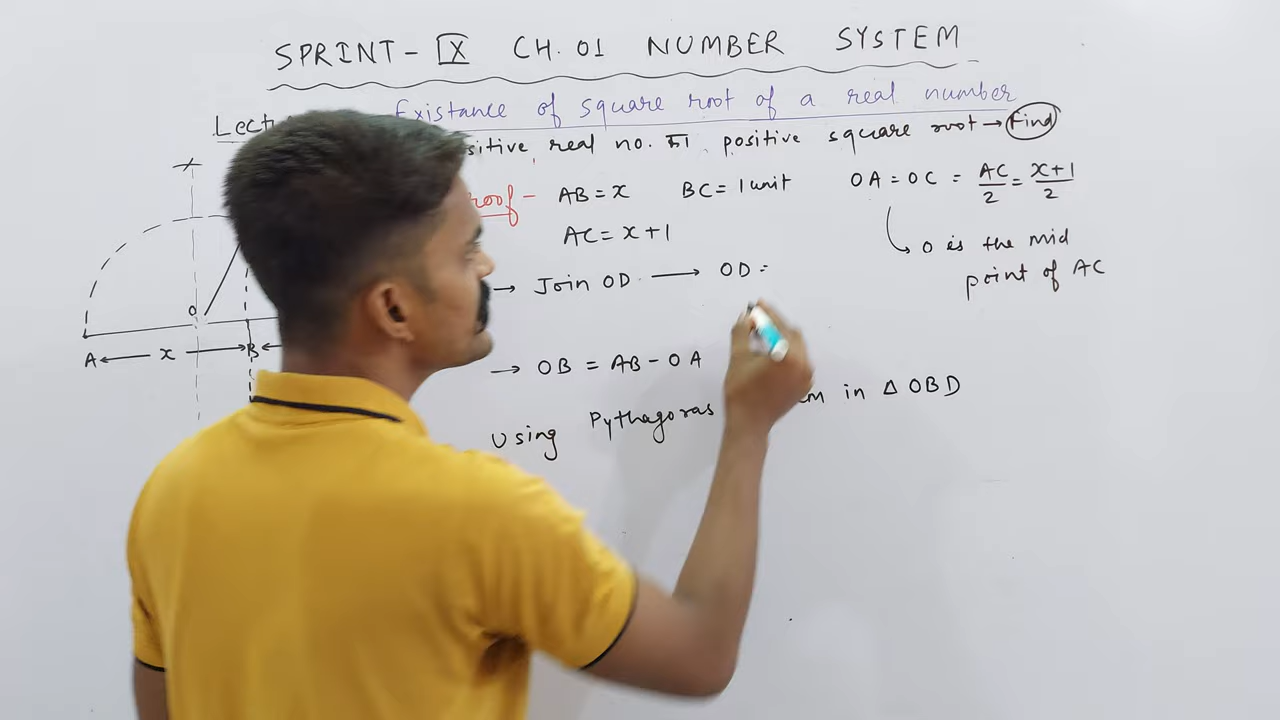 SPRINT- IX CH. 01 NUMBER SYSTEM
Existance of square root of a real number
real no. का positive square root → Find
AB = x BC = 1 unit OA = OC = AC/2 = x+1/2
AC = x+1
O is the mid
point of AC
→ Join OD → OD =
O
A ← x → B ←
→ OB = AB - OA
Using Pythagoras in Δ OBD